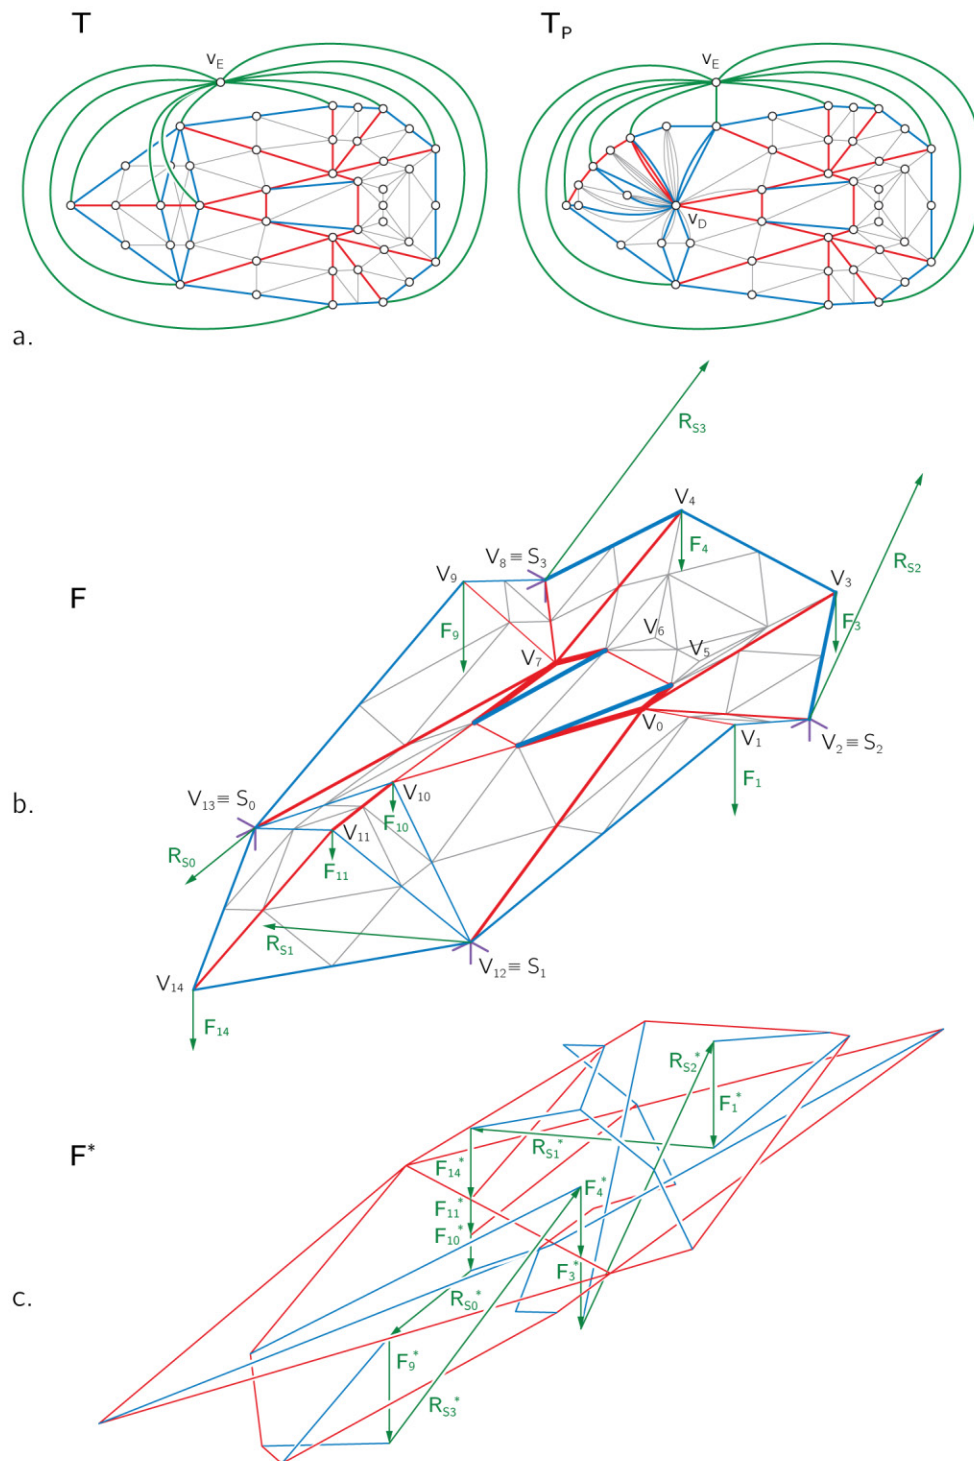 T
T_P
v_E
v_E
v_D
a.
R_S3
V_4
V_8 ≡ S_3
F_4
R_S2
V_9
V_3
F
F_3
F_9
V_6
V_7
V_5
V_0
V_1
V_2 ≡ S_2
F_1
V_13 ≡ S_0
V_10
b.
F_10
V_11
R_S0
F_11
R_S1
V_12 ≡ S_1
V_14
F_14
R_S2*
F_1*
R_S1*
F*
F_14*
F_4*
F_11*
F_10*
F_3*
c.
R_S0*
F_9*
R_S3*